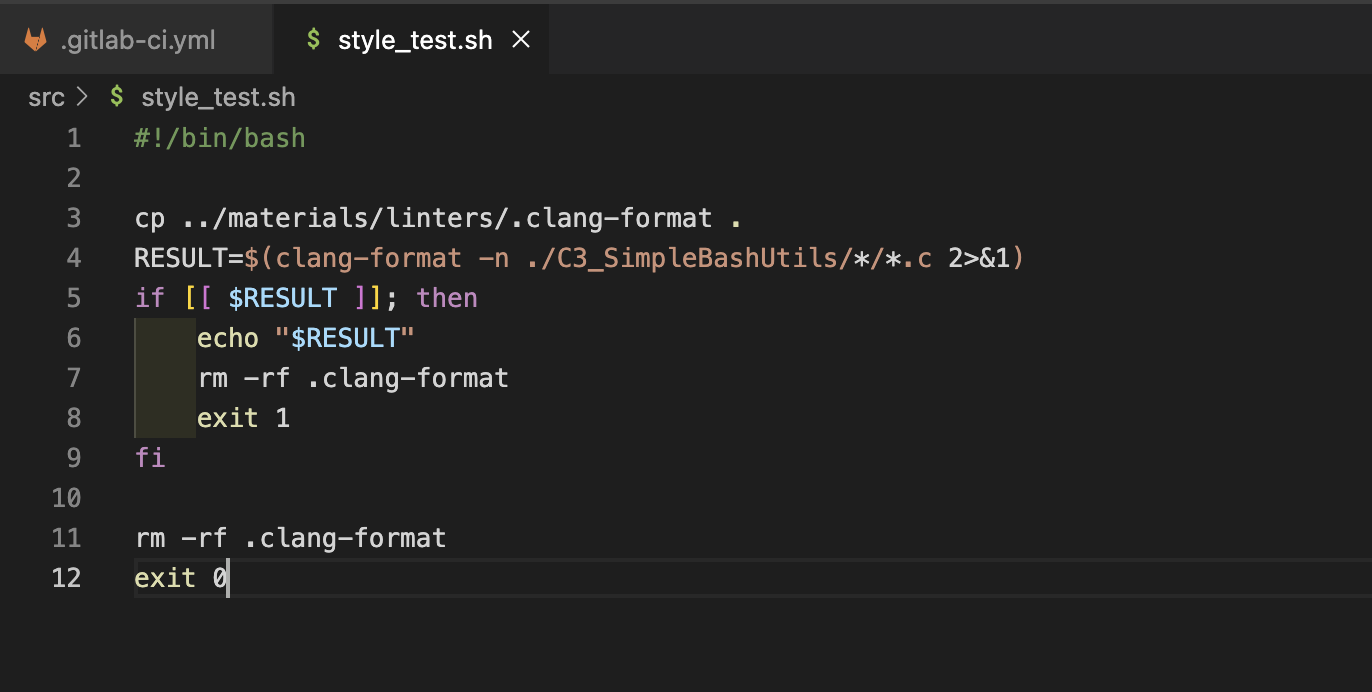 .gitlab-ci.yml $ style_test.sh ×
src > $ style_test.sh
1 #!/bin/bash
2
3 cp ../materials/linters/.clang-format .
4 RESULT=$(clang-format -n ./C3_SimpleBashUtils/*/*.c 2>&1)
5 if [[ $RESULT ]]; then
6     echo "$RESULT"
7     rm -rf .clang-format
8     exit 1
9 fi
10
11 rm -rf .clang-format
12 exit 0